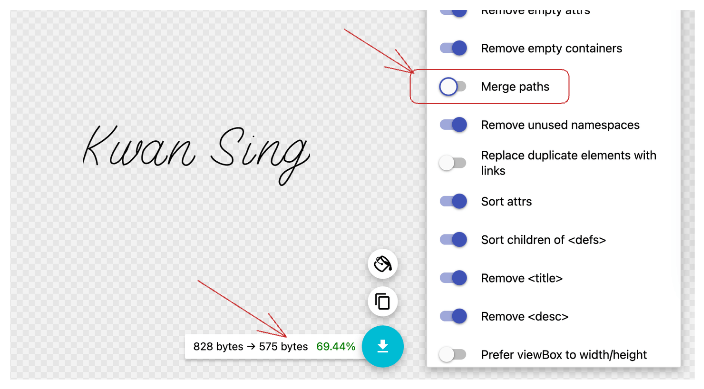 Remove empty attrs
Remove empty containers
Merge paths
Remove unused namespaces
Replace duplicate elements with
links
Sort attrs
Sort children of <defs>
Remove <title>
Remove <desc>
Prefer viewBox to width/height
Kwan Sing
828 bytes → 575 bytes 69.44%